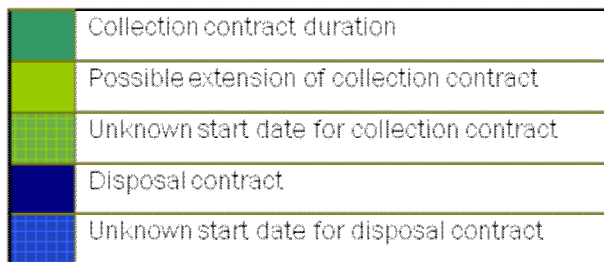 Collection contract duration
Possible extension of collection contract
Unknown start date for collection contract
Disposal contract
Unknown start date for disposal contract